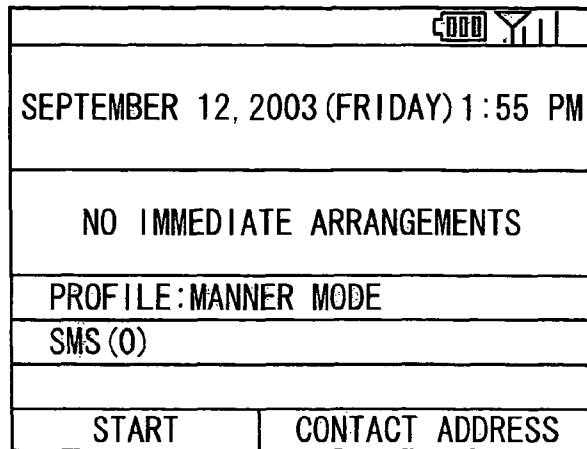 SEPTEMBER 12,2003(FRIDAY)1:55 PM
NO IMMEDIATE ARRANGEMENTS
PROFILE:MANNER MODE
SMS(0)
START CONTACT ADDRESS